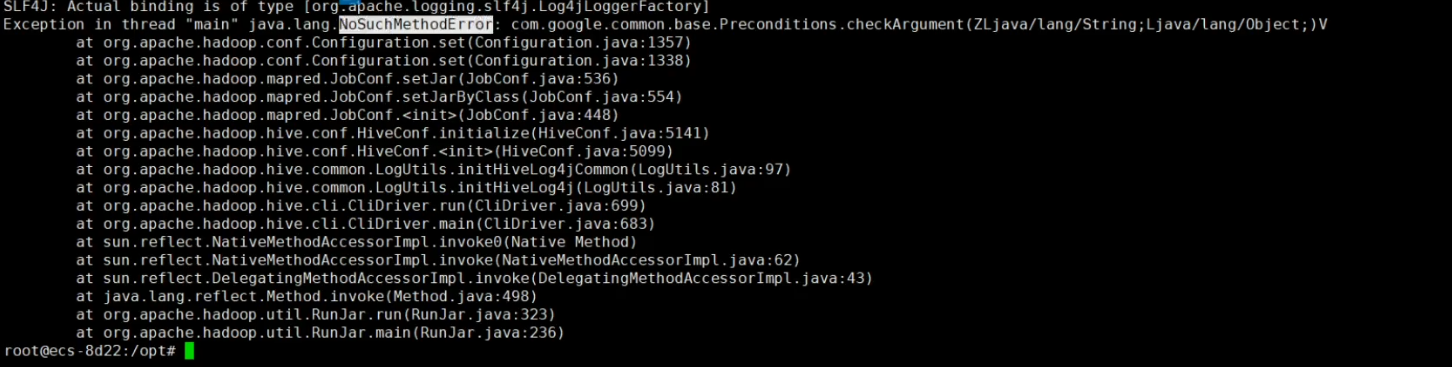 SLF4J: Actual binding is of type [org.apache.logging.slf4j.Log4jLoggerFactory]
Exception in thread "main" java.lang.NoSuchMethodError: com.google.common.base.Preconditions.checkArgument(ZLjava/lang/String;Ljava/lang/Object;)V
        at org.apache.hadoop.conf.Configuration.set(Configuration.java:1357)
        at org.apache.hadoop.conf.Configuration.set(Configuration.java:1338)
        at org.apache.hadoop.mapred.JobConf.setJar(JobConf.java:536)
        at org.apache.hadoop.mapred.JobConf.setJarByClass(JobConf.java:554)
        at org.apache.hadoop.mapred.JobConf.<init>(JobConf.java:448)
        at org.apache.hadoop.hive.conf.HiveConf.initialize(HiveConf.java:5141)
        at org.apache.hadoop.hive.conf.HiveConf.<init>(HiveConf.java:5099)
        at org.apache.hadoop.hive.common.LogUtils.initHiveLog4jCommon(LogUtils.java:97)
        at org.apache.hadoop.hive.common.LogUtils.initHiveLog4j(LogUtils.java:81)
        at org.apache.hadoop.hive.cli.CliDriver.run(CliDriver.java:699)
        at org.apache.hadoop.hive.cli.CliDriver.main(CliDriver.java:683)
        at sun.reflect.NativeMethodAccessorImpl.invoke0(Native Method)
        at sun.reflect.NativeMethodAccessorImpl.invoke(NativeMethodAccessorImpl.java:62)
        at sun.reflect.DelegatingMethodAccessorImpl.invoke(DelegatingMethodAccessorImpl.java:43)
        at java.lang.reflect.Method.invoke(Method.java:498)
        at org.apache.hadoop.util.RunJar.run(RunJar.java:323)
        at org.apache.hadoop.util.RunJar.main(RunJar.java:236)
root@ecs-8d22:/opt#